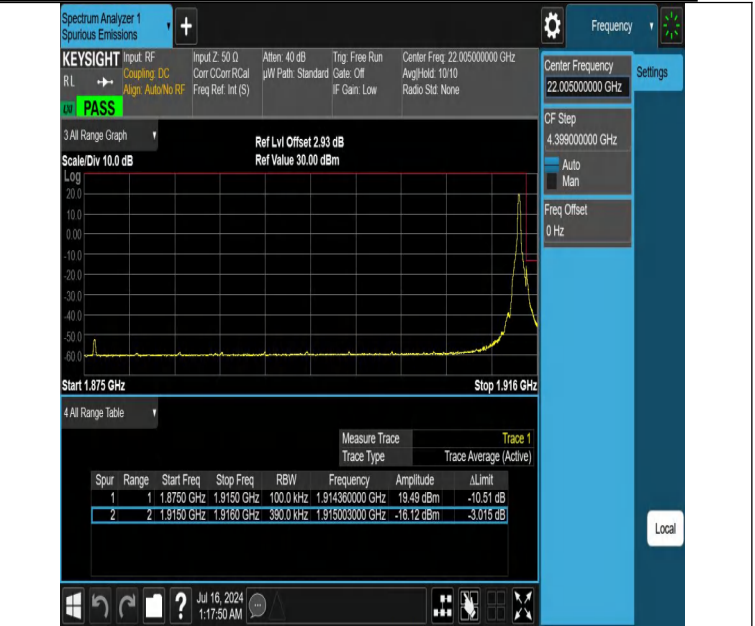 Spectrum Analyzer 1
Spurious Emissions
Frequency
KEYSIGHT
RL
PASS
Input: RF
Coupling: DC
Align: Auto/No RF
Input Z: 50 Ω
Corr CCorr RCal
Freq Ref: Int (S)
Atten: 40 dB
µW Path: Standard
Trig: Free Run
Gate: Off
IF Gain: Low
Center Freq: 22.005000000 GHz
Avg|Hold: 10/10
Radio Std: None
Center Frequency
22.005000000 GHz
Settings
CF Step
4.399000000 GHz
Auto
Man
Freq Offset
0 Hz
3 All Range Graph
Scale/Div 10.0 dB
Ref Lvl Offset 2.93 dB
Ref Value 30.00 dBm
Log
20.0
10.0
0.00
-10.0
-20.0
-30.0
-40.0
-50.0
-60.0
Start 1.875 GHz
Stop 1.916 GHz
4 All Range Table
Measure Trace Trace 1
Trace Type Trace Average (Active)
Spur Range Start Freq Stop Freq RBW Frequency Amplitude ΔLimit
1 1 1.8750 GHz 1.9150 GHz 100.0 kHz 1.914360000 GHz 19.49 dBm -10.51 dB
2 2 1.9150 GHz 1.9160 GHz 390.0 kHz 1.915003000 GHz -16.12 dBm -3.015 dB
Local
?
Jul 16, 2024
1:17:50 AM